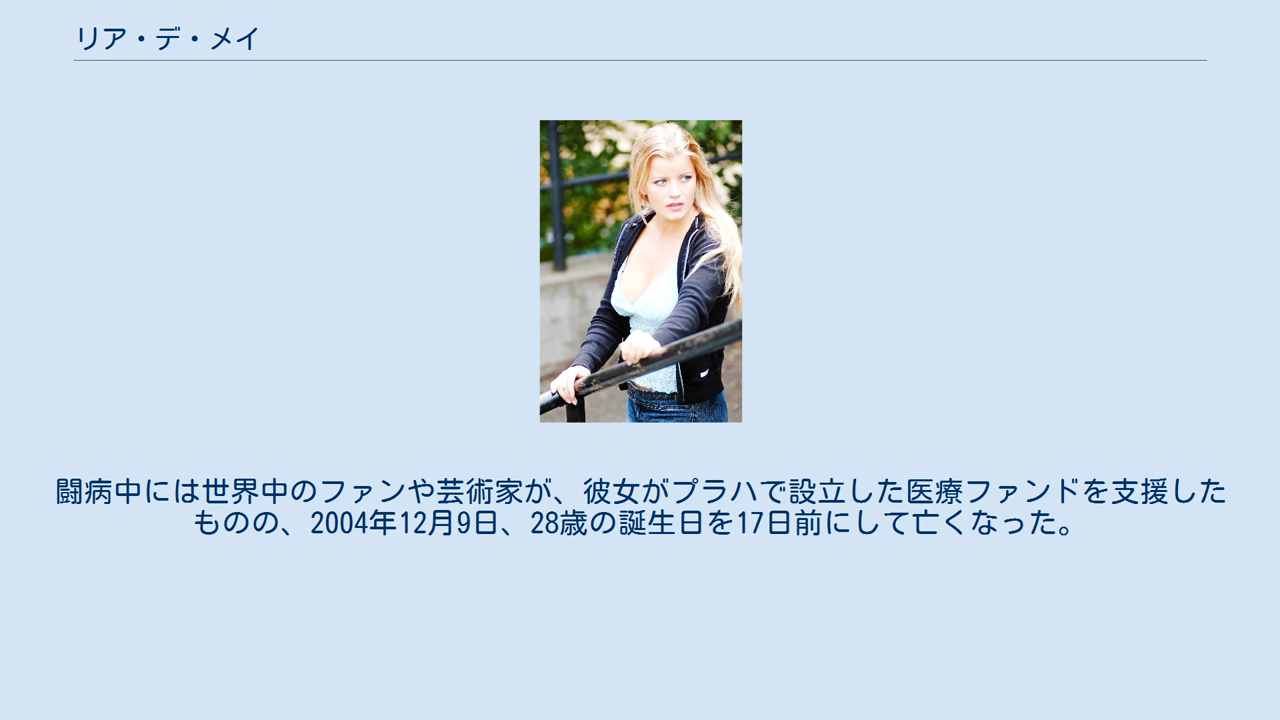 リア・デ・メイ
闘病中には世界中のファンや芸術家が、彼女がプラハで設立した医療ファンドを支援した
ものの、2004年12月9日、28歳の誕生日を17日前にして亡くなった。